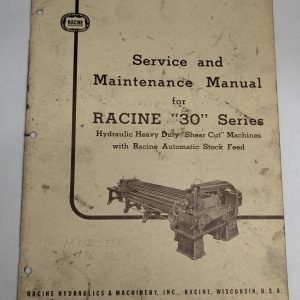 RACINE
Service and
Maintenance Manual
for
RACINE "30" Series
Hydraulic Heavy Duty "Shear Cut" Machines
with Racine Automatic Stock Feed
RACINE HYDRAULICS & MACHINERY, INC., RACINE, WISCONSIN, U.S.A.